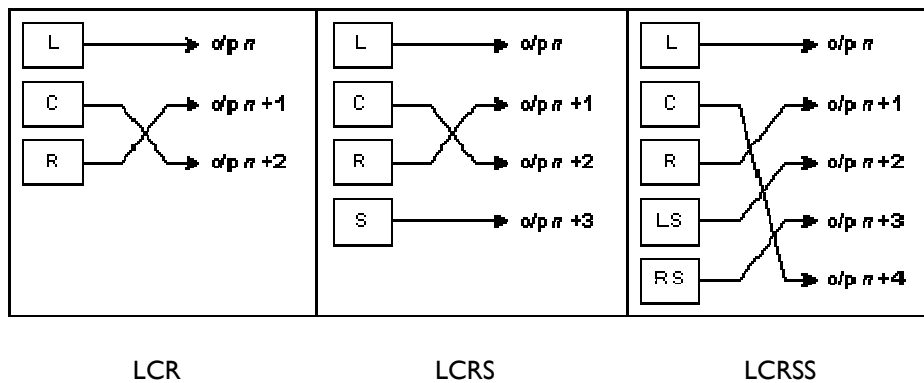 L o/p n L o/p n L o/p n
C o/p n+1 C o/p n+1 C o/p n+1
R o/p n+2 R o/p n+2 R o/p n+2
S o/p n+3 LS o/p n+3
RS o/p n+4
LCR LCRS LCRSS